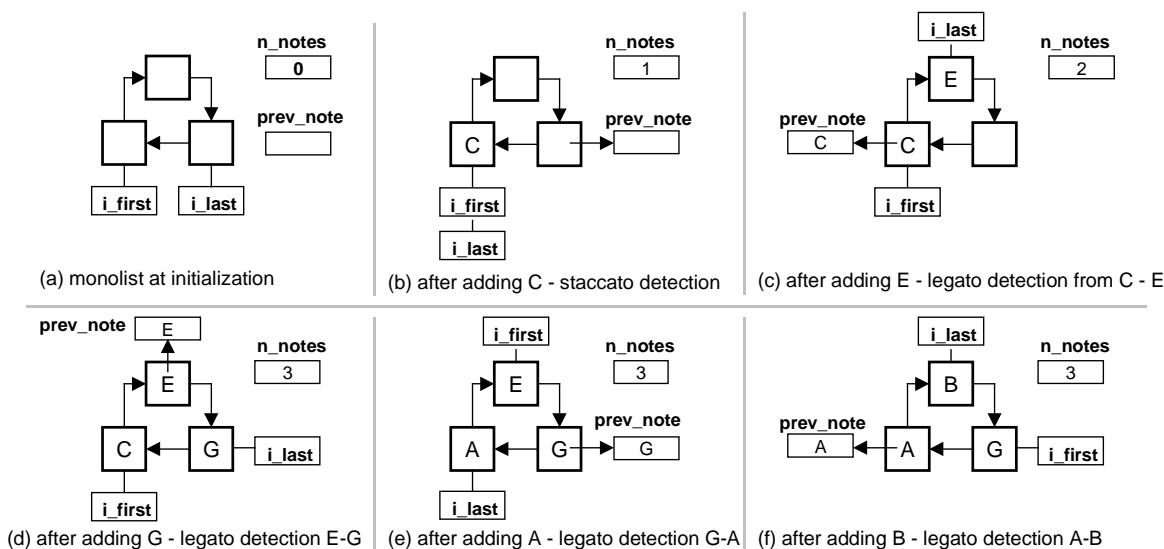 n_notes
0
prev_note
i_first
i_last
(a) monolist at initialization
n_notes
1
prev_note
C
i_first
i_last
(b) after adding C - staccato detection
i_last
n_notes
E
2
prev_note
C
C
i_first
(c) after adding E - legato detection from C - E
prev_note
E
n_notes
E
3
C
G
i_last
i_first
(d) after adding G - legato detection E-G
i_first
n_notes
E
3
prev_note
A
G
G
i_last
(e) after adding A - legato detection G-A
i_last
n_notes
B
3
prev_note
A
A
G
i_first
(f) after adding B - legato detection A-B